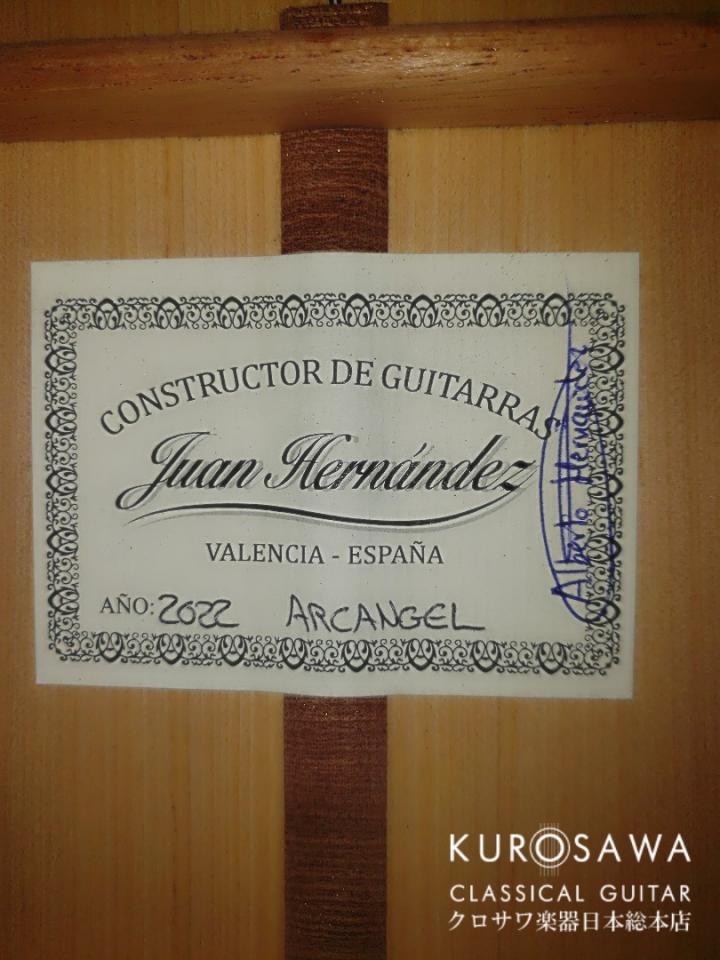 CONSTRUCTOR DE GUITARRAS
Juan Hernández
VALENCIA - ESPAÑA
AÑO: 2022 ARCANGEL
Alberto Hernández
KUROSAWA
CLASSICAL GUITAR
クロサワ楽器日本総本店